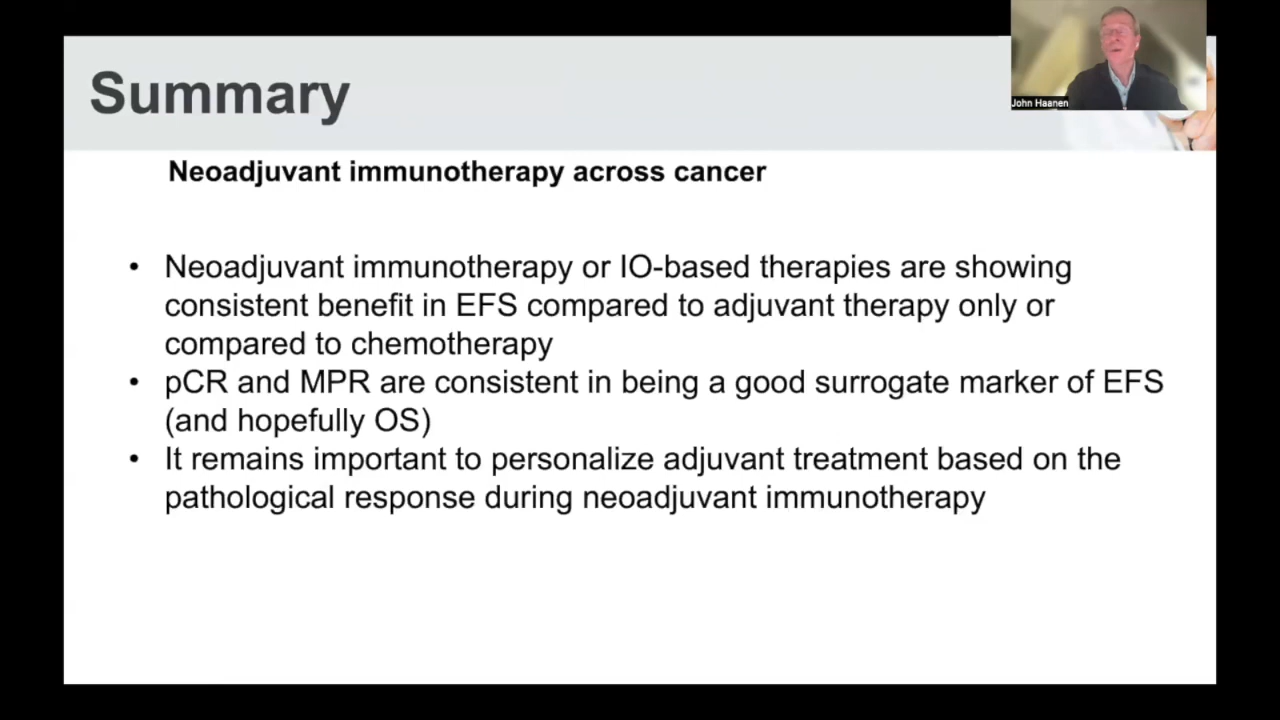 John Haanen
Summary
Neoadjuvant immunotherapy across cancer
• Neoadjuvant immunotherapy or IO-based therapies are showing
consistent benefit in EFS compared to adjuvant therapy only or
compared to chemotherapy
• pCR and MPR are consistent in being a good surrogate marker of EFS
(and hopefully OS)
• It remains important to personalize adjuvant treatment based on the
pathological response during neoadjuvant immunotherapy